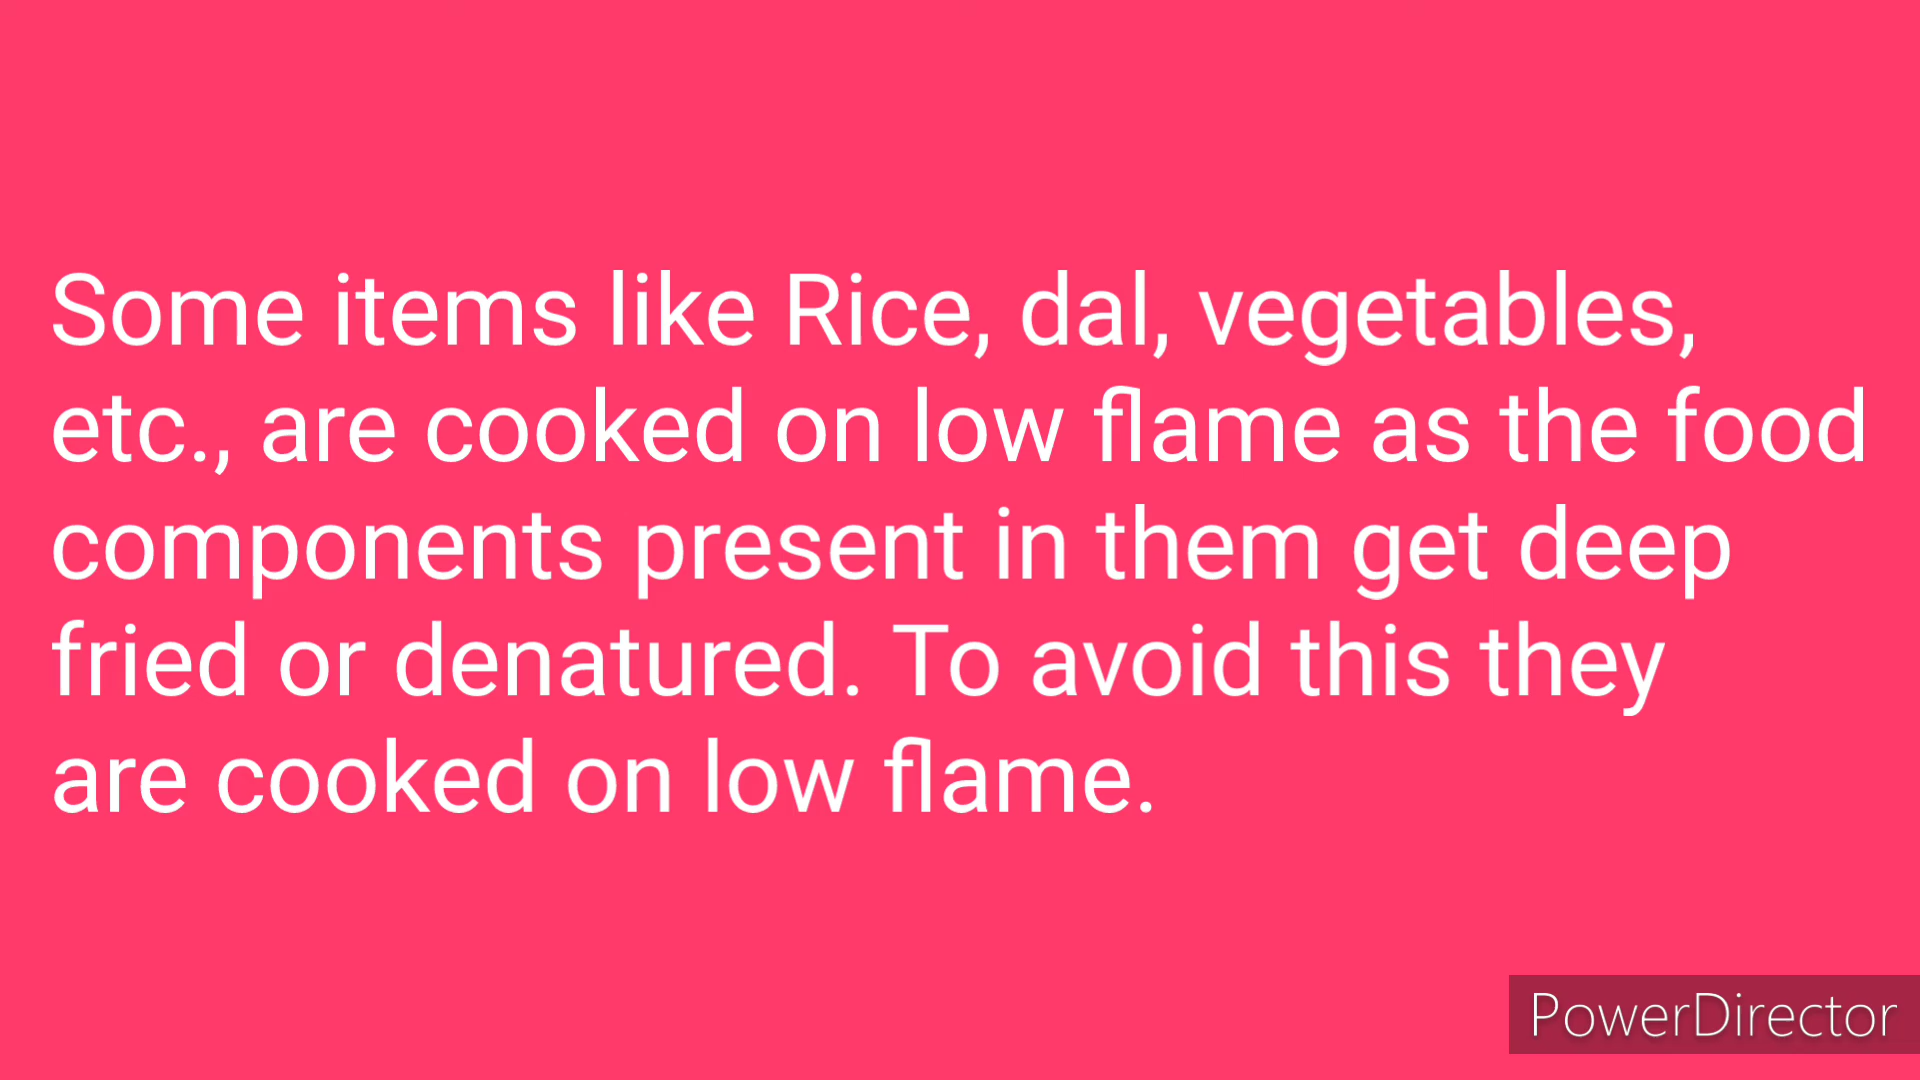 Some items like Rice, dal, vegetables,
etc., are cooked on low flame as the food
components present in them get deep
fried or denatured. To avoid this they
are cooked on low flame.
PowerDirector